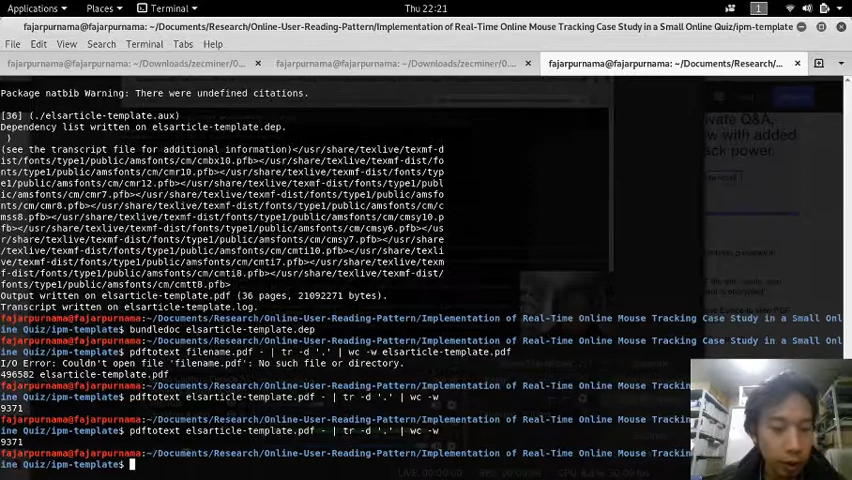 Applications Places Terminal Thu 22:21 1
fajarpurnama@fajarpurnama: ~/Documents/Research/Online-User-Reading-Pattern/Implementation of Real-Time Online Mouse Tracking Case Study in a Small Online Quiz/ipm-template
File Edit View Search Terminal Tabs Help
fajarpurnama@fajarpurnama: ~/Downloads/zecminer/0... × fajarpurnama@fajarpurnama: ~/Downloads/zecminer/0... × fajarpurnama@fajarpurnama: ~/Documents/Research/... ×
Package natbib Warning: There were undefined citations.
[36] (./elsarticle-template.aux)
Dependency list written on elsarticle-template.dep.
)
(see the transcript file for additional information)</usr/share/texlive/texmf-d
ist/fonts/type1/public/amsfonts/cm/cmbx10.pfb></usr/share/texlive/texmf-dist/fo
nts/type1/public/amsfonts/cm/cmr10.pfb></usr/share/texlive/texmf-dist/fonts/typ
e1/public/amsfonts/cm/cmr12.pfb></usr/share/texlive/texmf-dist/fonts/type1/publ
ic/amsfonts/cm/cmr7.pfb></usr/share/texlive/texmf-dist/fonts/type1/public/amsfo
nts/cm/cmr8.pfb></usr/share/texlive/texmf-dist/fonts/type1/public/amsfonts/cm/c
mss8.pfb></usr/share/texlive/texmf-dist/fonts/type1/public/amsfonts/cm/cmsy10.p
fb></usr/share/texlive/texmf-dist/fonts/type1/public/amsfonts/cm/cmsy6.pfb></us
r/share/texlive/texmf-dist/fonts/type1/public/amsfonts/cm/cmsy7.pfb></usr/share
/texlive/texmf-dist/fonts/type1/public/amsfonts/cm/cmti10.pfb></usr/share/texli
ve/texmf-dist/fonts/type1/public/amsfonts/cm/cmti7.pfb></usr/share/texlive/texm
f-dist/fonts/type1/public/amsfonts/cm/cmti8.pfb></usr/share/texlive/texmf-dist/
fonts/type1/public/amsfonts/cm/cmtt8.pfb>
Output written on elsarticle-template.pdf (36 pages, 21092271 bytes).
Transcript written on elsarticle-template.log.
fajarpurnama@fajarpurnama:~/Documents/Research/Online-User-Reading-Pattern/Implementation of Real-Time Online Mouse Tracking Case Study in a Small Onl
ine Quiz/ipm-template$ bundledoc elsarticle-template.dep
fajarpurnama@fajarpurnama:~/Documents/Research/Online-User-Reading-Pattern/Implementation of Real-Time Online Mouse Tracking Case Study in a Small Onl
ine Quiz/ipm-template$ pdftotext filename.pdf - | tr -d '.' | wc -w elsarticle-template.pdf
I/O Error: Couldn't open file 'filename.pdf': No such file or directory.
496582 elsarticle-template.pdf
fajarpurnama@fajarpurnama:~/Documents/Research/Online-User-Reading-Pattern/Implementation of Real-Time Online Mouse Tracking
ine Quiz/ipm-template$ pdftotext elsarticle-template.pdf - | tr -d '.' | wc -w
9371
fajarpurnama@fajarpurnama:~/Documents/Research/Online-User-Reading-Pattern/Implementation of Real-Time Online Mouse Tracking
ine Quiz/ipm-template$ pdftotext elsarticle-template.pdf - | tr -d '.' | wc -w
9371
fajarpurnama@fajarpurnama:~/Documents/Research/Online-User-Reading-Pattern/Implementation of Real-Time Online Mouse Tracking
ine Quiz/ipm-template$